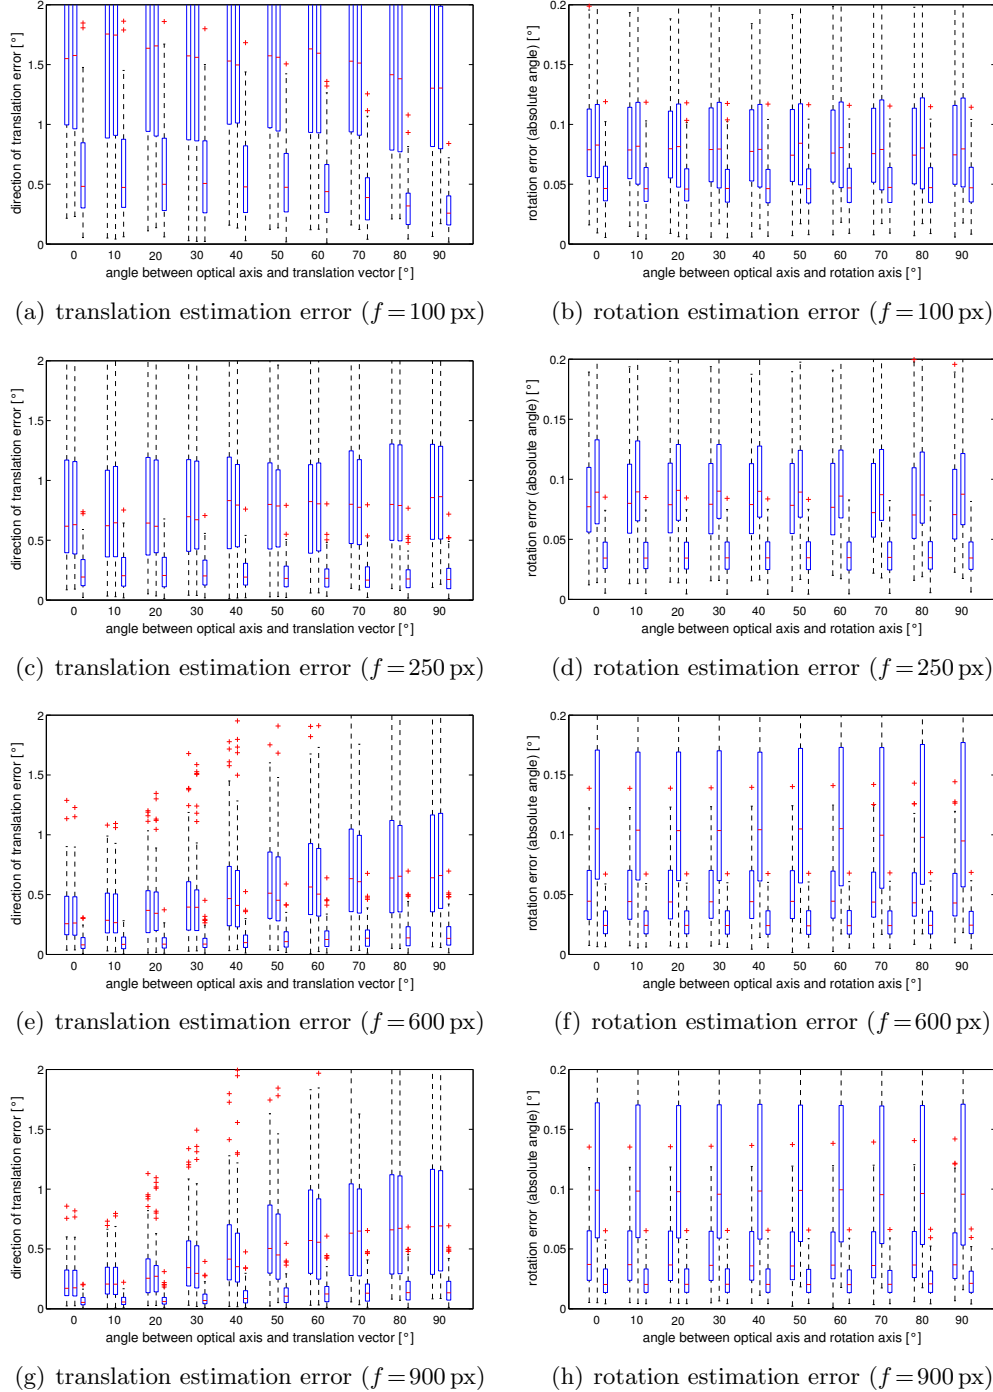 direction of translation error [°]
2
1.5
1
0.5
0
0 10 20 30 40 50 60 70 80 90
angle between optical axis and translation vector [°]
(a) translation estimation error (f = 100 px)
rotation error (absolute angle) [°]
0.2
0.15
0.1
0.05
0
0 10 20 30 40 50 60 70 80 90
angle between optical axis and rotation axis [°]
(b) rotation estimation error (f = 100 px)
direction of translation error [°]
2
1.5
1
0.5
0
0 10 20 30 40 50 60 70 80 90
angle between optical axis and translation vector [°]
(c) translation estimation error (f = 250 px)
rotation error (absolute angle) [°]
0.2
0.15
0.1
0.05
0
0 10 20 30 40 50 60 70 80 90
angle between optical axis and rotation axis [°]
(d) rotation estimation error (f = 250 px)
direction of translation error [°]
2
1.5
1
0.5
0
0 10 20 30 40 50 60 70 80 90
angle between optical axis and translation vector [°]
(e) translation estimation error (f = 600 px)
rotation error (absolute angle) [°]
0.2
0.15
0.1
0.05
0
0 10 20 30 40 50 60 70 80 90
angle between optical axis and rotation axis [°]
(f) rotation estimation error (f = 600 px)
direction of translation error [°]
2
1.5
1
0.5
0
0 10 20 30 40 50 60 70 80 90
angle between optical axis and translation vector [°]
(g) translation estimation error (f = 900 px)
rotation error (absolute angle) [°]
0.2
0.15
0.1
0.05
0
0 10 20 30 40 50 60 70 80 90
angle between optical axis and rotation axis [°]
(h) rotation estimation error (f = 900 px)